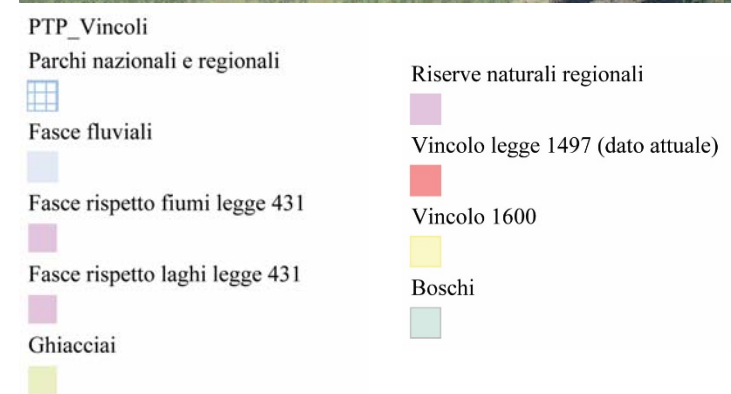 PTP_Vincoli
Parchi nazionali e regionali
Fasce fluviali
Fasce rispetto fiumi legge 431
Fasce rispetto laghi legge 431
Ghiacciai
Riserve naturali regionali
Vincolo legge 1497 (dato attuale)
Vincolo 1600
Boschi